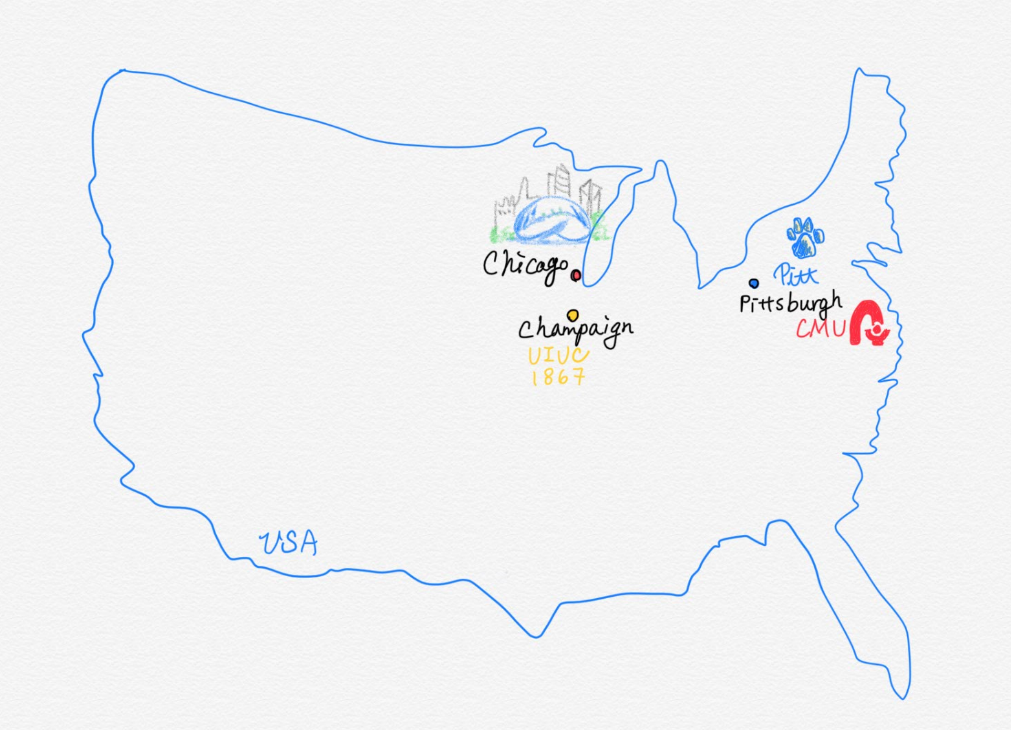 Chicago
Champaign
UIUC
1867
Pitt
Pittsburgh
CMU
USA